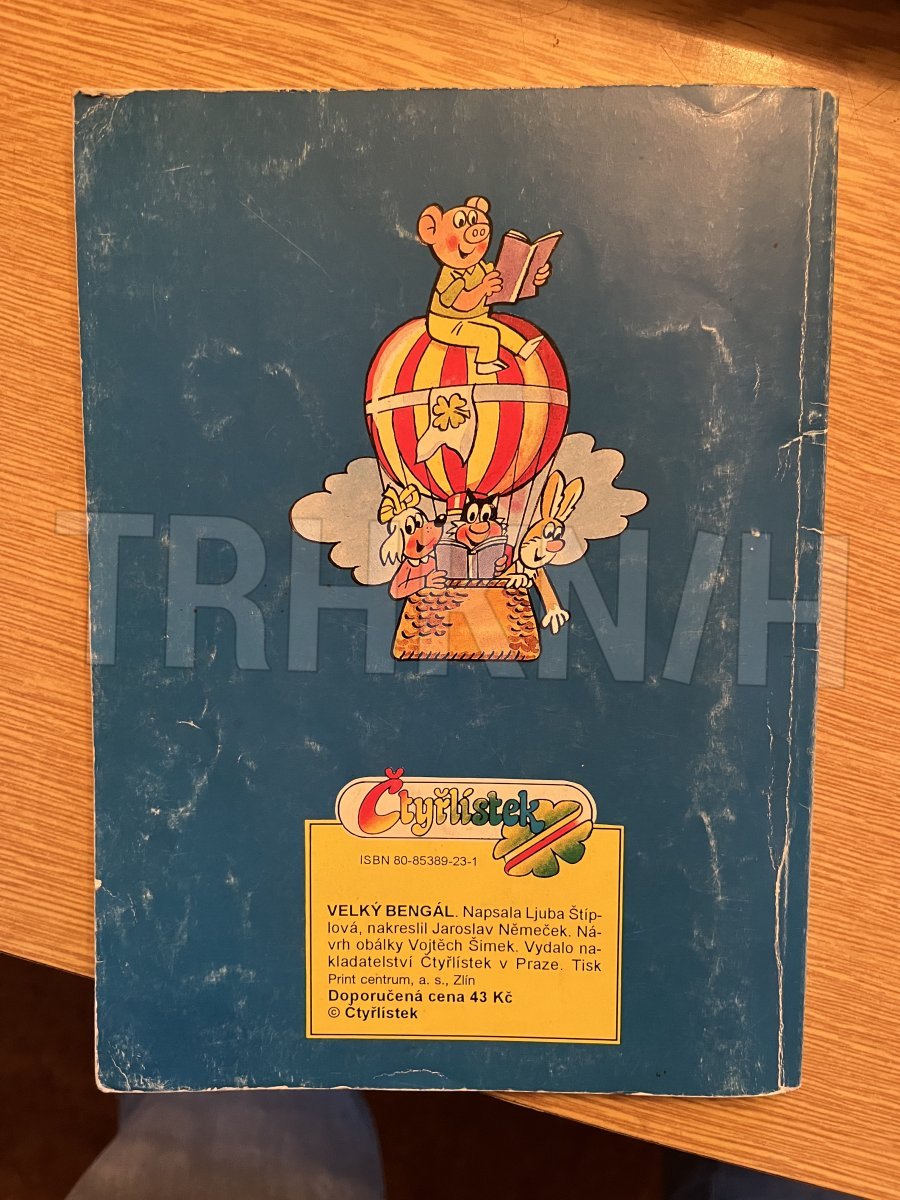 TRHKN/H
Čtyřlístek
ISBN 80-85389-23-1
VELKÝ BENGÁL. Napsala Ljuba Štíp-
lová, nakreslil Jaroslav Němeček. Ná-
vrh obálky Vojtěch Šimek. Vydalo na-
kladatelství Čtyřlístek v Praze. Tisk
Print centrum, a. s., Zlín
Doporučená cena 43 Kč
© Čtyřlístek